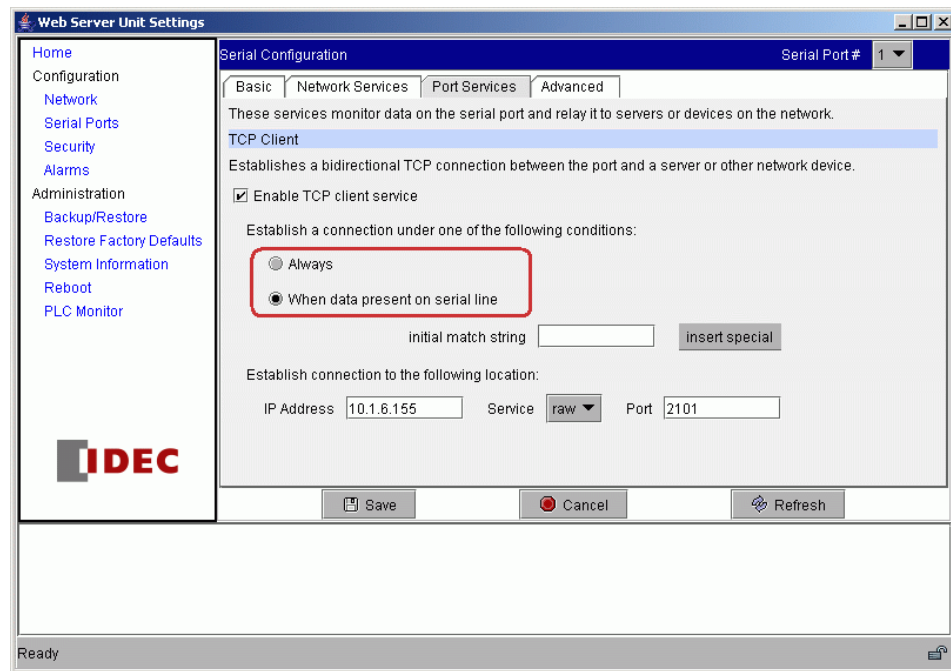 Web Server Unit Settings
Home
Configuration
Network
Serial Ports
Security
Alarms
Administration
Backup/Restore
Restore Factory Defaults
System Information
Reboot
PLC Monitor
IDEC
Serial Configuration Serial Port # 1
Basic Network Services Port Services Advanced
These services monitor data on the serial port and relay it to servers or devices on the network.
TCP Client
Establishes a bidirectional TCP connection between the port and a server or other network device.
Enable TCP client service
Establish a connection under one of the following conditions:
Always
When data present on serial line
initial match string insert special
Establish connection to the following location:
IP Address 10.1.6.155 Service raw Port 2101
Save Cancel Refresh
Ready